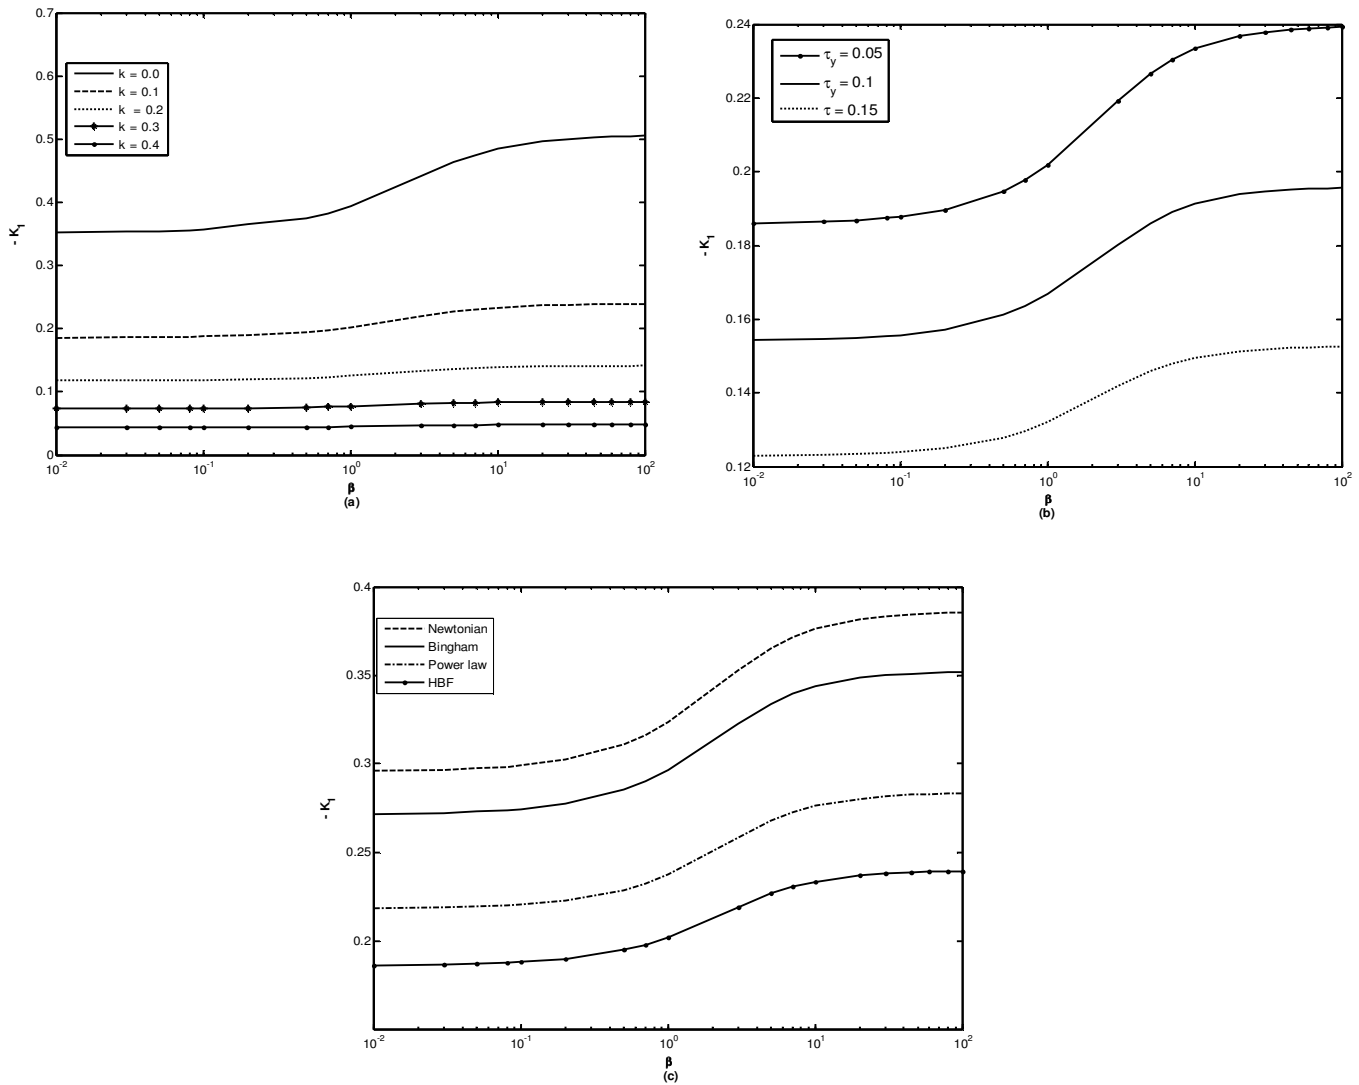 0.7
0.6
0.5
0.4
0.3
0.2
0.1
0
- K1
k = 0.0
k = 0.1
k = 0.2
k = 0.3
k = 0.4
10-2 10-1 100 101 102
β
(a)
0.24
0.22
0.2
0.18
0.16
0.14
0.12
- K1
τy = 0.05
τy = 0.1
τ = 0.15
10-2 10-1 100 101 102
β
(b)
0.4
0.35
0.3
0.25
0.2
- K1
Newtonian
Bingham
Power law
HBF
10-2 10-1 100 101 102
β
(c)